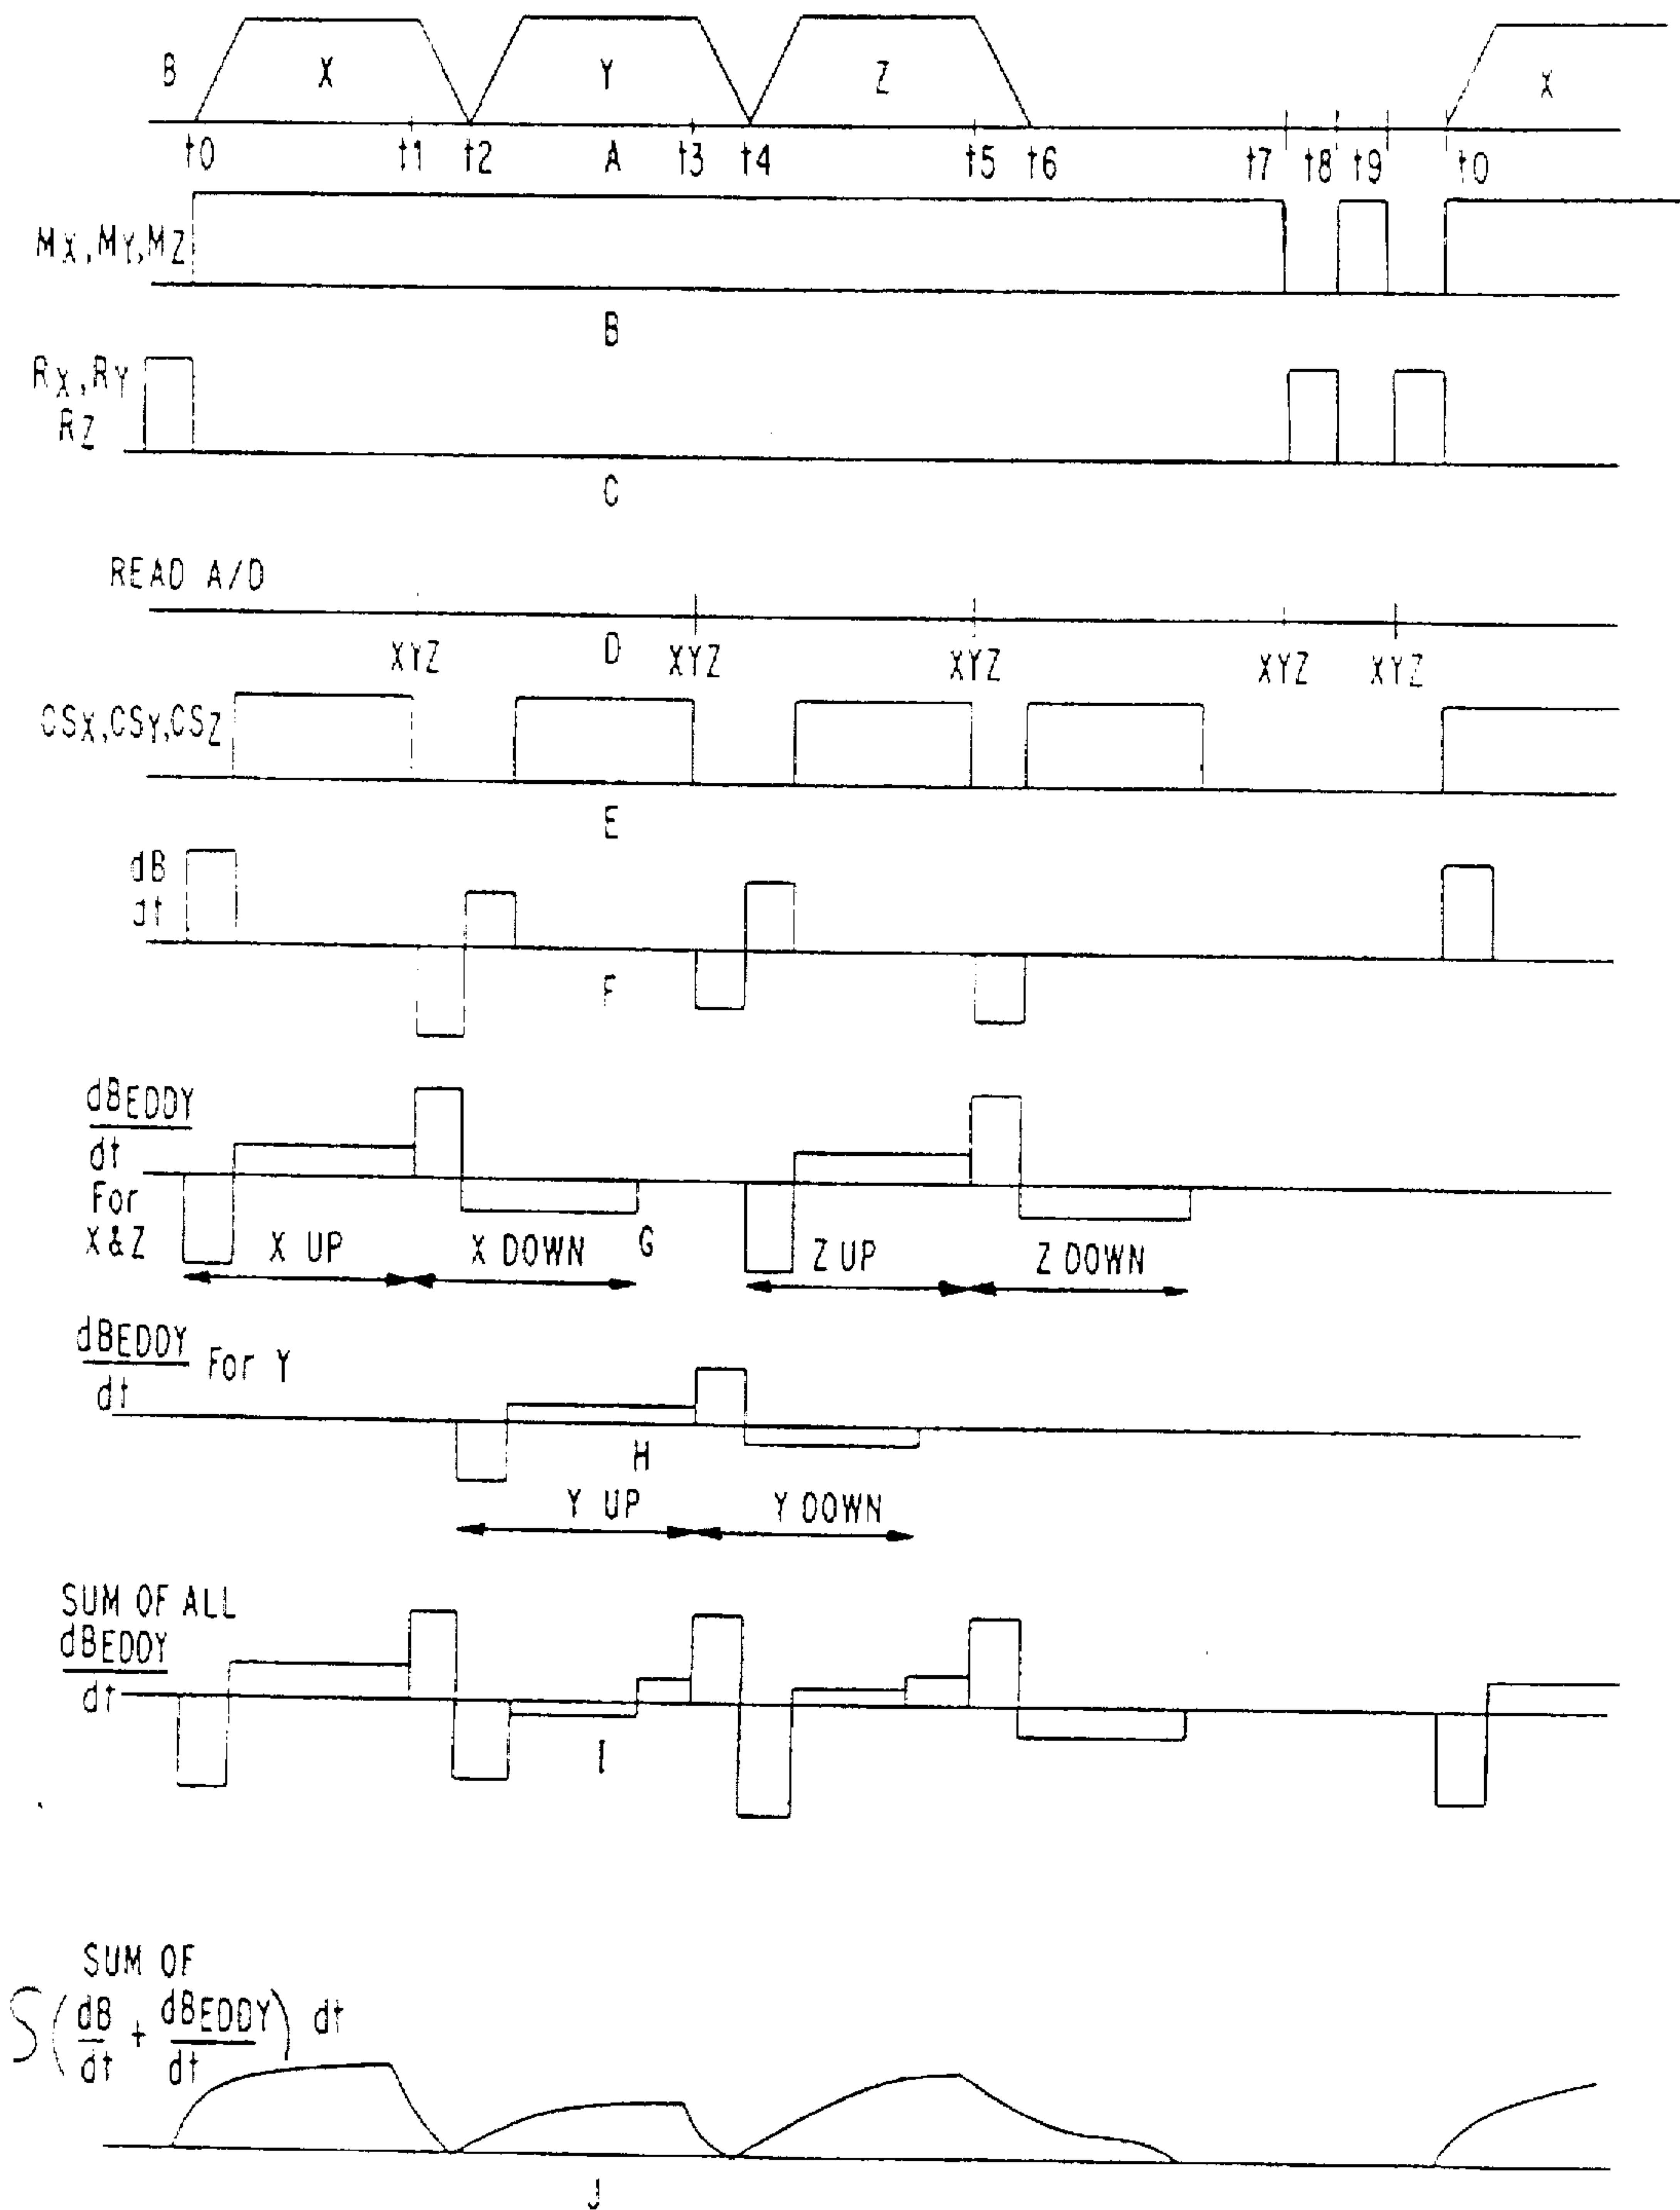 B X Y Z X
t0 t1 t2 A t3 t4 t5 t6 t7 t8 t9 t0
MX,MY,MZ
B
RX,RY
RZ
C
READ A/D
XYZ D XYZ XYZ XYZ XYZ
CSX,CSY,CSZ
E
dB
dt
F
dBEDDY
dt
For
X&Z
X UP X DOWN G Z UP Z DOWN
dBEDDY
dt
For Y
H
Y UP Y DOWN
SUM OF ALL
dBEDDY
dt
I
SUM OF
S(dB/dt + dBEDDY/dt) dt
J